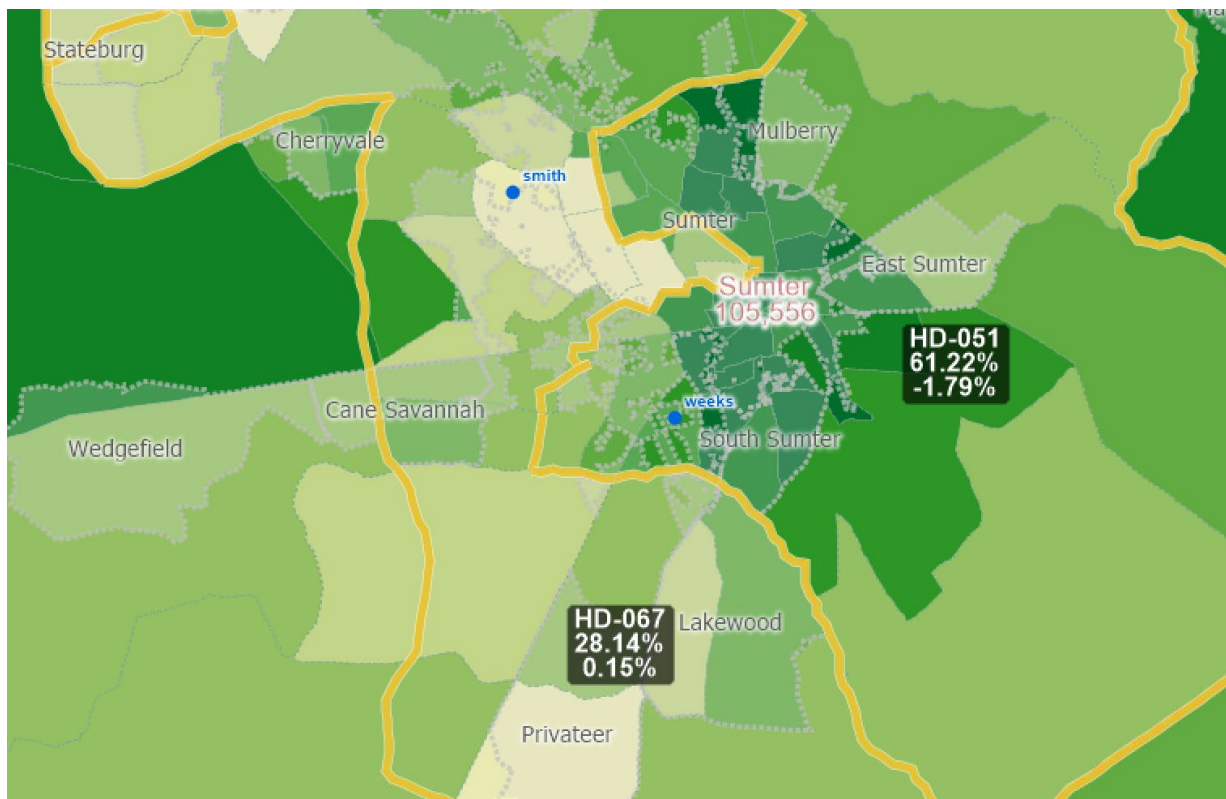 Stateburg
Cherryvale
Mulberry
smith
Sumter
East Sumter
Sumter
105,556
HD-051
61.22%
-1.79%
weeks
Cane Savannah
Wedgefield
South Sumter
HD-067
28.14%
0.15%
Lakewood
Privateer